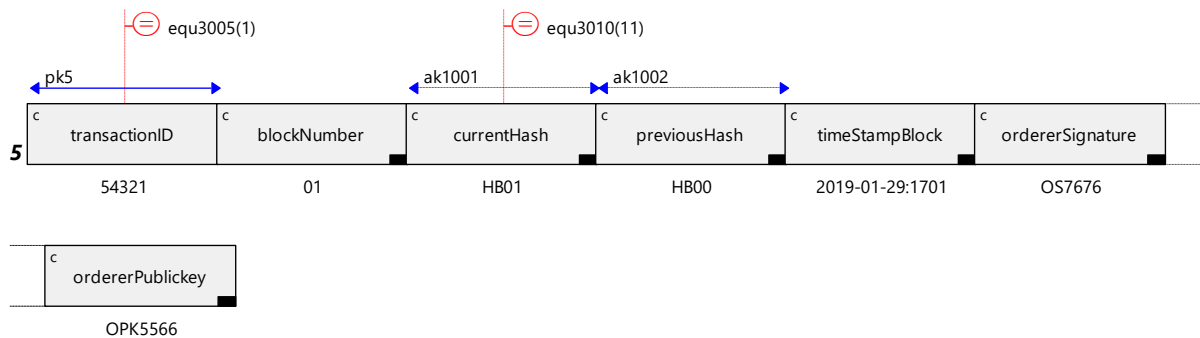 equ3005(1) equ3010(11)
pk5 ak1001 ak1002
c c c c c c
transactionID blockNumber currentHash previousHash timeStampBlock ordererSignature
5
54321 01 HB01 HB00 2019-01-29:1701 OS7676
c
ordererPublickey
OPK5566